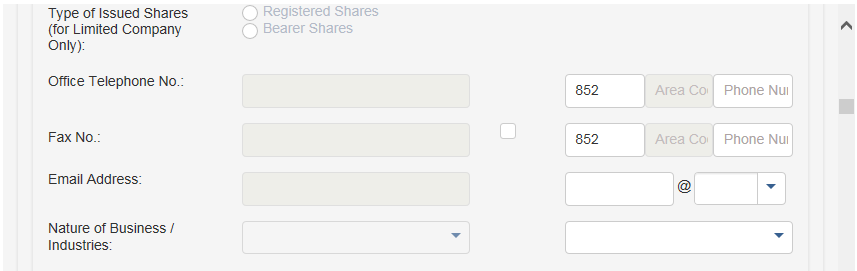 Type of Issued Shares
(for Limited Company
Only):
Registered Shares
Bearer Shares
Office Telephone No.:
852
Area Co
Phone Nu
Fax No.:
852
Area Co
Phone Nu
Email Address:
@
Nature of Business /
Industries: